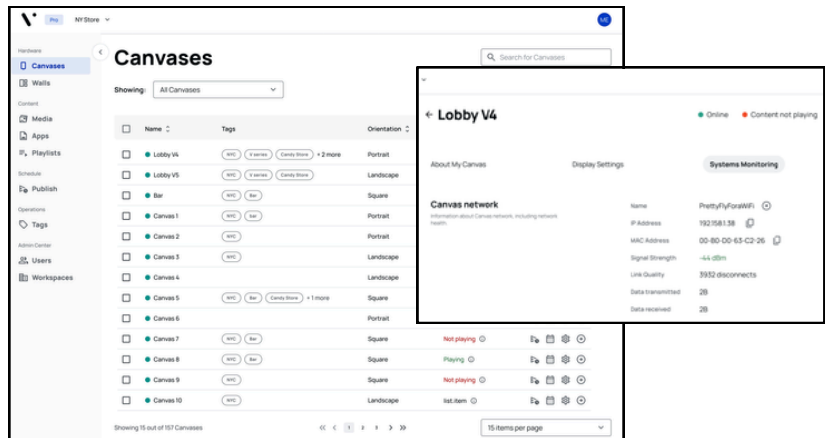 Pro NY Store ME
Hardware
Canvases
Walls
Content
Media
Apps
Playlists
Schedule
Publish
Operations
Tags
Admin Center
Users
Workspaces
Canvases
Search for Canvases
Showing: All Canvases
Name Tags Orientation
Lobby V4 NYC V series Candy Store + 2 more Portrait
Lobby V5 NYC V series Candy Store Landscape
Bar NYC Bar Square
Canvas 1 NYC bar Portrait
Canvas 2 NYC Portrait
Canvas 3 NYC Landscape
Canvas 4 Landscape
Canvas 5 NYC Bar Candy Store + 1 more Square
Canvas 6 Portrait
Canvas 7 NYC Bar Square Not playing
Canvas 8 NYC Bar Square Playing
Canvas 9 NYC Square Not playing
Canvas 10 NYC Landscape list.item
Showing 15 out of 157 Canvases 1 2 15 items per page
Lobby V4 Online Content not playing
About My Canvas Display Settings Systems Monitoring
Canvas network
Information about Canvas network, including network
health.
Name PrettyFlyForaWiFi
IP Address 192.158.1.38
MAC Address 00-B0-D0-63-C2-26
Signal Strength -44 dBm
Link Quality 3932 disconnects
Data transmitted 2B
Data received 2B